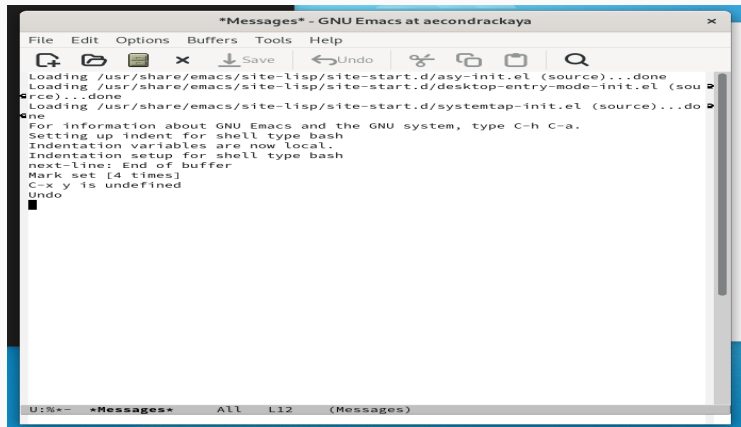 *Messages* - GNU Emacs at aecondrackaya
File Edit Options Buffers Tools Help
Save Undo
Loading /usr/share/emacs/site-lisp/site-start.d/asy-init.el (source)...done
Loading /usr/share/emacs/site-lisp/site-start.d/desktop-entry-mode-init.el (sou
rce)...done
Loading /usr/share/emacs/site-lisp/site-start.d/systemtap-init.el (source)...do
ne
For information about GNU Emacs and the GNU system, type C-h C-a.
Setting up indent for shell type bash
Indentation variables are now local.
Indentation setup for shell type bash
next-line: End of buffer
Mark set [4 times]
C-x y is undefined
Undo
U:%*- *Messages* All L12 (Messages)